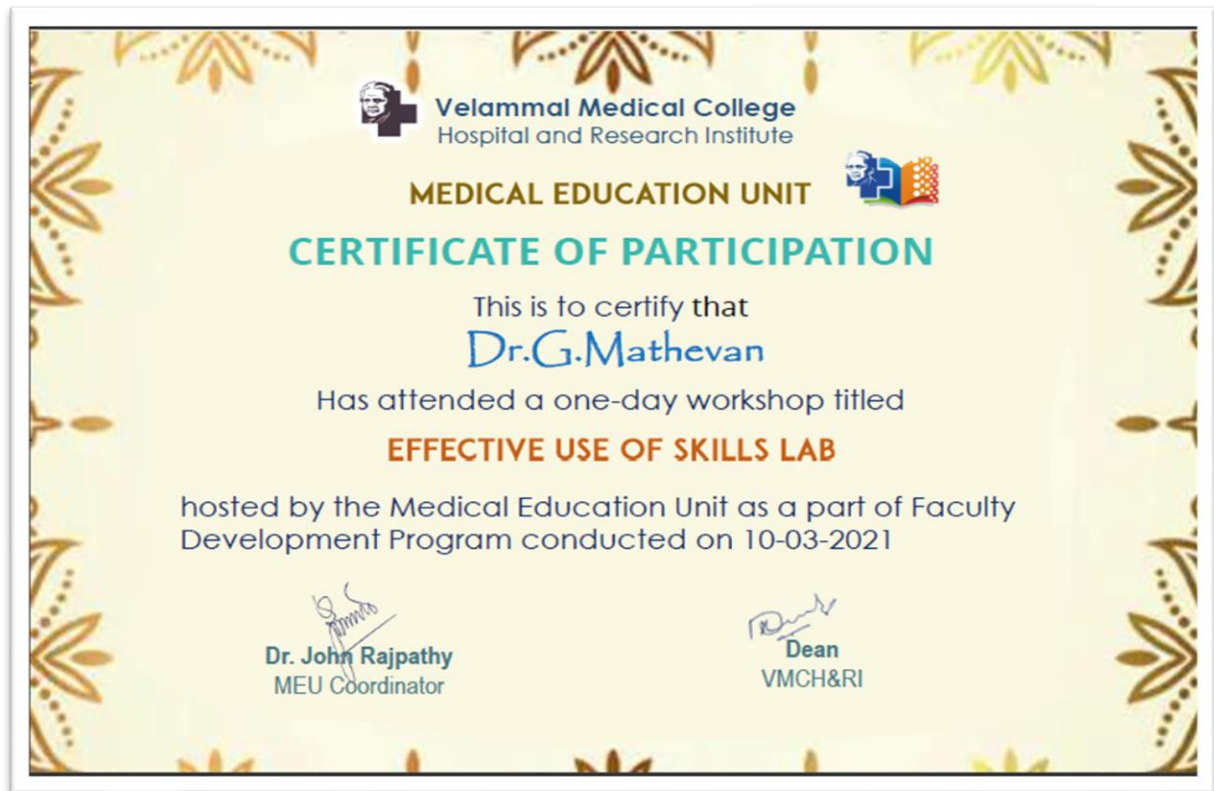 Velammal Medical College
Hospital and Research Institute
MEDICAL EDUCATION UNIT
CERTIFICATE OF PARTICIPATION
This is to certify that
Dr.G.Mathevan
Has attended a one-day workshop titled
EFFECTIVE USE OF SKILLS LAB
hosted by the Medical Education Unit as a part of Faculty
Development Program conducted on 10-03-2021
Dr. John Rajpathy
MEU Coordinator
Dean
VMCH&RI